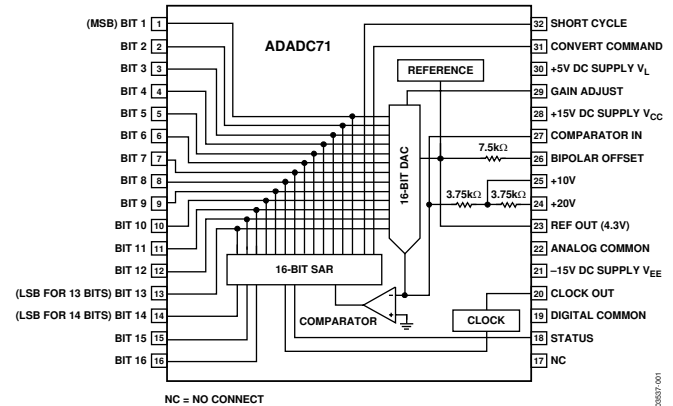 ADADC71
(MSB) BIT 1 1
BIT 2 2
BIT 3 3
BIT 4 4
BIT 5 5
BIT 6 6
BIT 7 7
BIT 8 8
BIT 9 9
BIT 10 10
BIT 11 11
BIT 12 12
(LSB FOR 13 BITS) BIT 13 13
(LSB FOR 14 BITS) BIT 14 14
BIT 15 15
BIT 16 16
REFERENCE
16-BIT DAC
7.5kΩ
3.75kΩ 3.75kΩ
16-BIT SAR
–
+
COMPARATOR
CLOCK
32 SHORT CYCLE
31 CONVERT COMMAND
30 +5V DC SUPPLY VL
29 GAIN ADJUST
28 +15V DC SUPPLY VCC
27 COMPARATOR IN
26 BIPOLAR OFFSET
25 +10V
24 +20V
23 REF OUT (4.3V)
22 ANALOG COMMON
21 –15V DC SUPPLY VEE
20 CLOCK OUT
19 DIGITAL COMMON
18 STATUS
17 NC
NC = NO CONNECT
03537-001